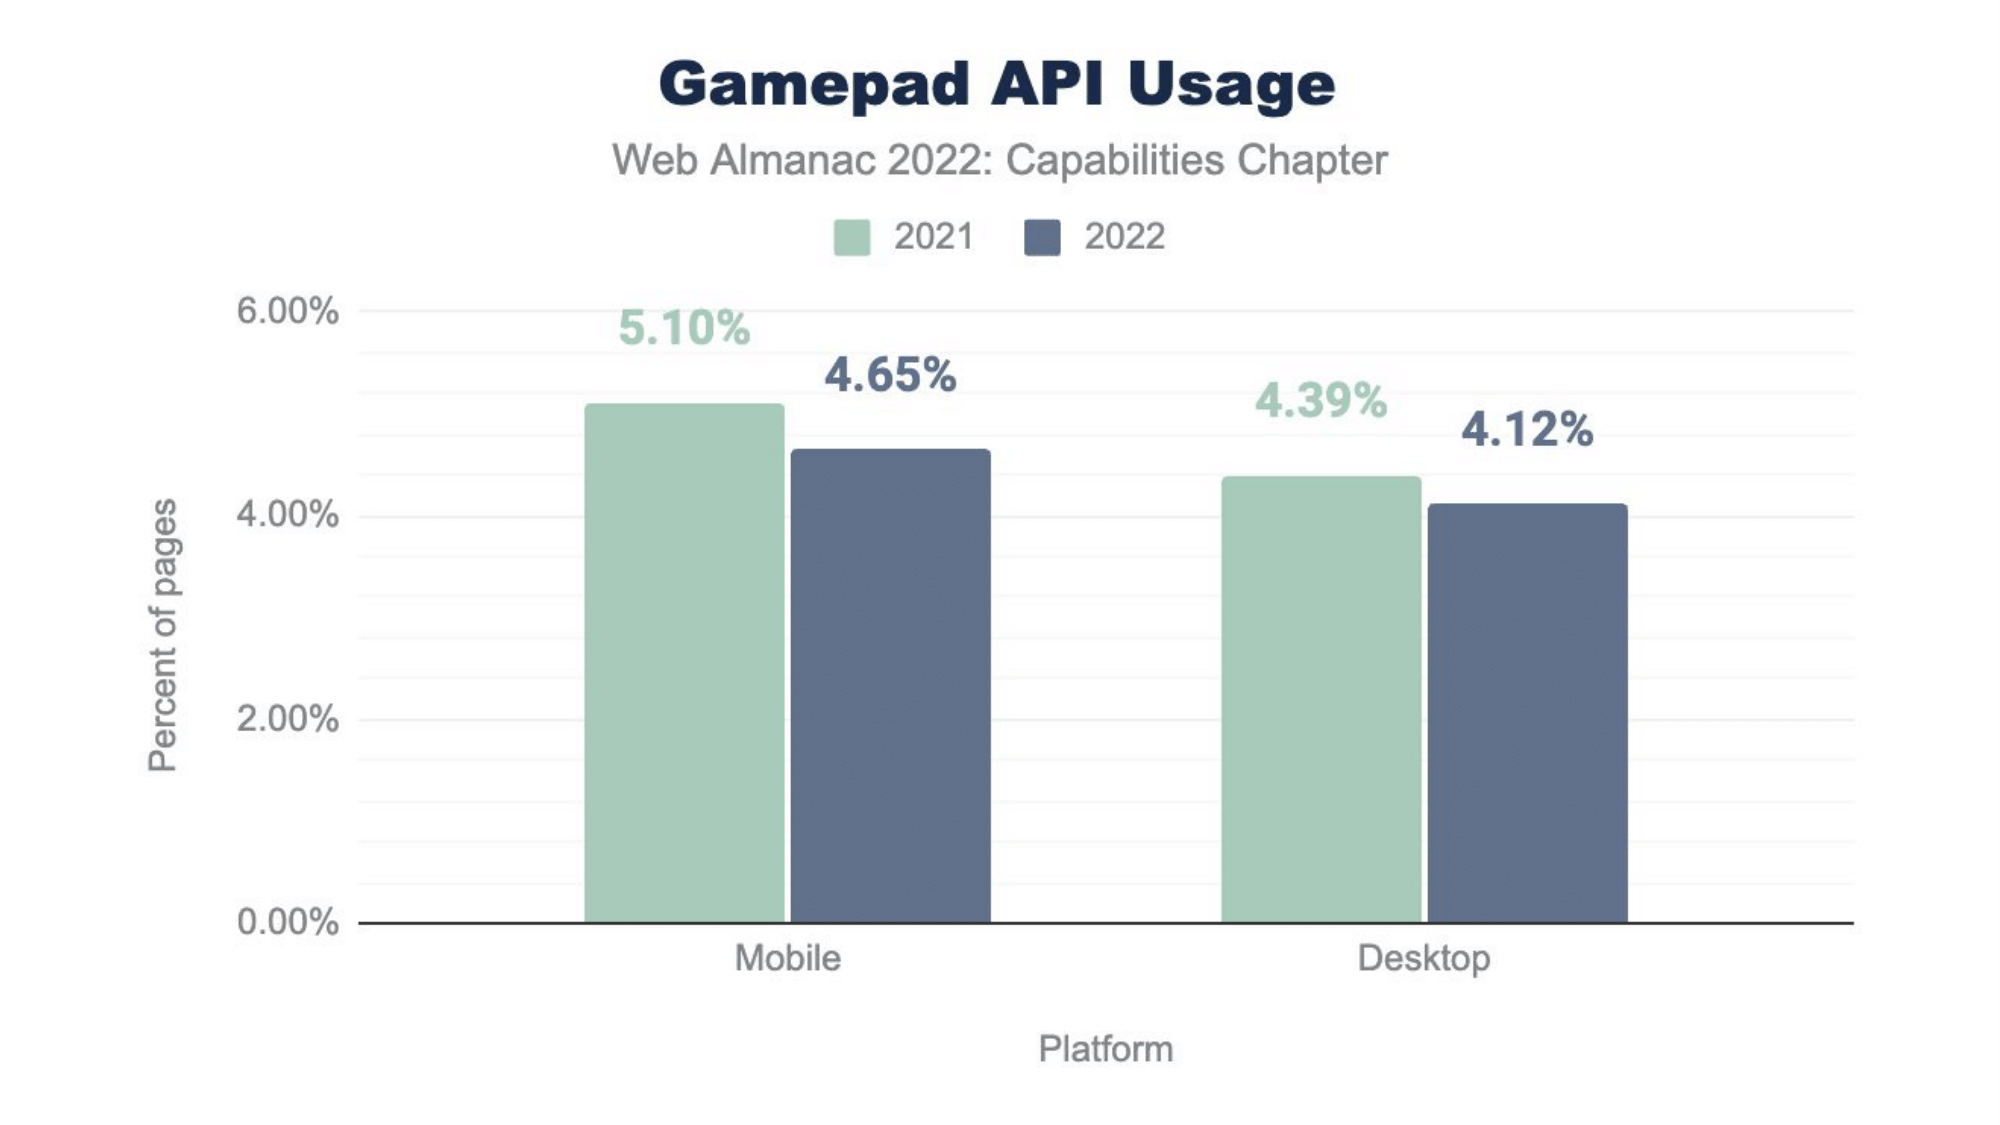 Gamepad API Usage
Web Almanac 2022: Capabilities Chapter
2021 2022
6.00%
4.00%
2.00%
0.00%
Percent of pages
5.10%
4.65%
4.39%
4.12%
Mobile Desktop
Platform